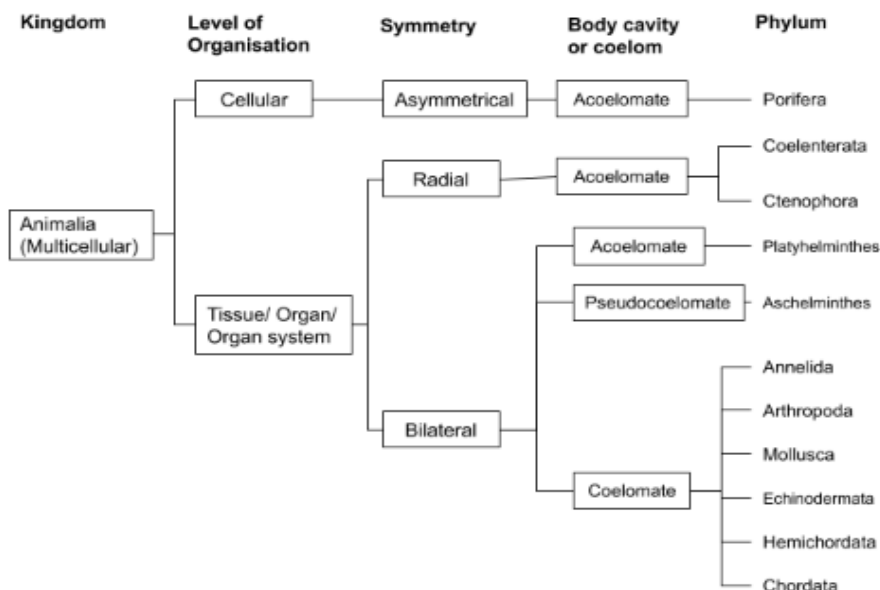 Kingdom
Level of
Organisation
Symmetry
Body cavity
or coelom
Phylum
Cellular
Asymmetrical
Acoelomate
Porifera
Coelenterata
Radial
Acoelomate
Ctenophora
Animalia
(Multicellular)
Acoelomate
Platyhelminthes
Pseudocoelomate
Aschelminthes
Tissue/ Organ/
Organ system
Annelida
Arthropoda
Bilateral
Mollusca
Coelomate
Echinodermata
Hemichordata
Chordata